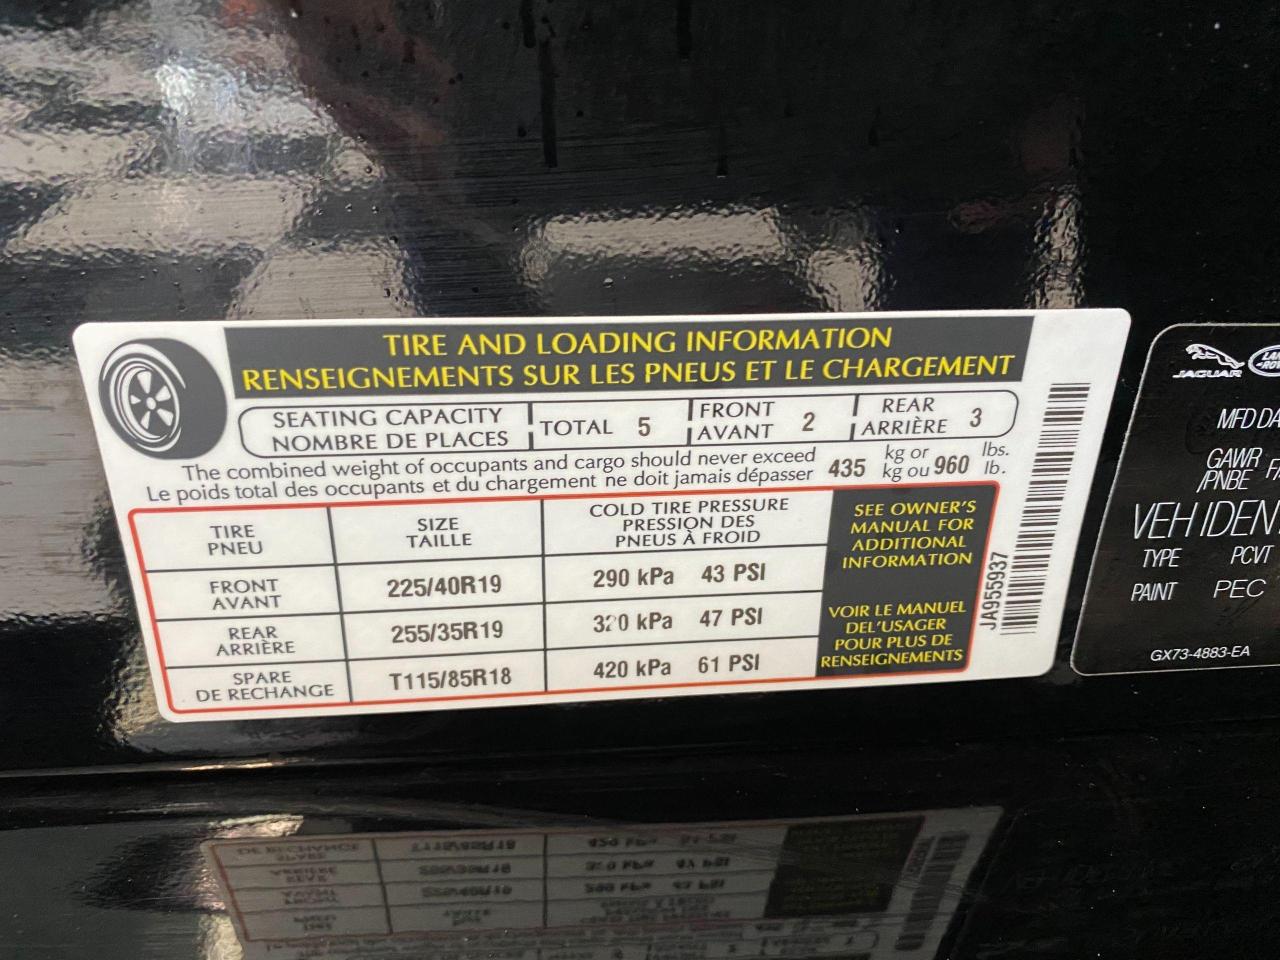 TIRE AND LOADING INFORMATION
RENSEIGNEMENTS SUR LES PNEUS ET LE CHARGEMENT
SEATING CAPACITY
NOMBRE DE PLACES
TOTAL 5
FRONT
AVANT
2
REAR
ARRIÈRE
3
The combined weight of occupants and cargo should never exceed
Le poids total des occupants et du chargement ne doit jamais dépasser
435
kg or
kg ou
960
lbs.
lb.
TIRE
PNEU
SIZE
TAILLE
COLD TIRE PRESSURE
PRESSION DES
PNEUS À FROID
FRONT
AVANT
225/40R19
290 kPa 43 PSI
REAR
ARRIÈRE
255/35R19
320 kPa 47 PSI
SPARE
DE RECHANGE
T115/85R18
420 kPa 61 PSI
SEE OWNER'S
MANUAL FOR
ADDITIONAL
INFORMATION
VOIR LE MANUEL
DEL'USAGER
POUR PLUS DE
RENSEIGNEMENTS
JA955937
JAGUAR
MFD DA
GAWR
/PNBE
VEH IDEN
TYPE PCVT
PAINT PEC
GX73-4883-EA